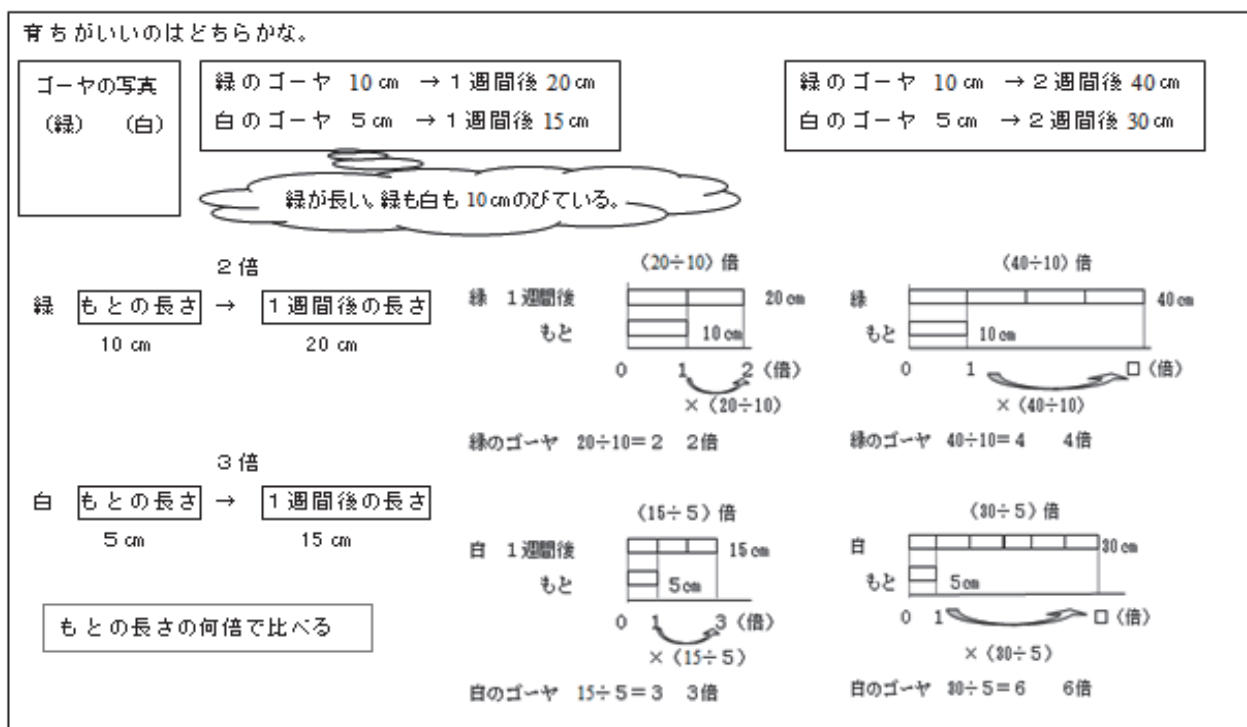 育ちがいいのはどちらかな。
ゴーヤの写真
（緑）　（白）
緑のゴーヤ 10㎝ →１週間後 20㎝
白のゴーヤ ５㎝ →１週間後 15㎝
緑のゴーヤ 10㎝ →２週間後 40㎝
白のゴーヤ ５㎝ →２週間後 30㎝
緑が長い。緑も白も 10㎝のびている。
２倍
緑 もとの長さ → １週間後の長さ
10 ㎝ 20 ㎝
３倍
白 もとの長さ → １週間後の長さ
５㎝ 15 ㎝
もとの長さの何倍で比べる
（20÷10）倍
緑 １週間後 20㎝
もと 10㎝
0 1 2（倍）
×（20÷10）
緑のゴーヤ 20÷10＝２ ２倍
（40÷10）倍
緑 40㎝
もと 10㎝
0 1 □（倍）
×（40÷10）
緑のゴーヤ 40÷10＝４ ４倍
（15÷５）倍
白 １週間後 15㎝
もと ５㎝
0 1 3（倍）
×（15÷５）
白のゴーヤ 15÷５＝３ ３倍
（30÷５）倍
白 30㎝
もと ５㎝
0 1 □（倍）
×（30÷５）
白のゴーヤ 30÷５＝６ ６倍